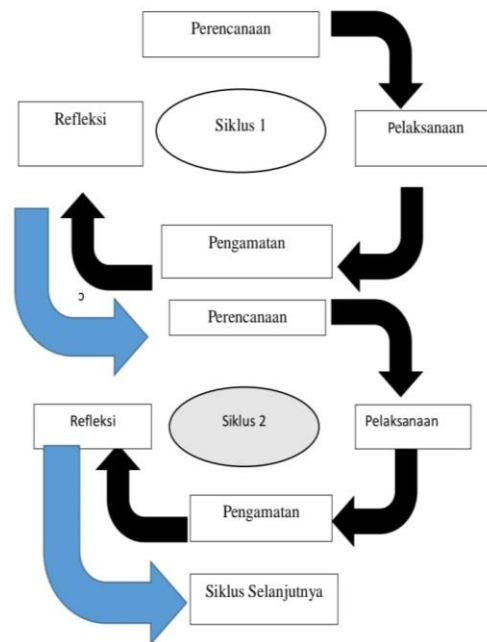 Perencanaan
Refleksi
Siklus 1
Pelaksanaan
Pengamatan
Perencanaan
Refleksi
Siklus 2
Pelaksanaan
Pengamatan
Siklus Selanjutnya